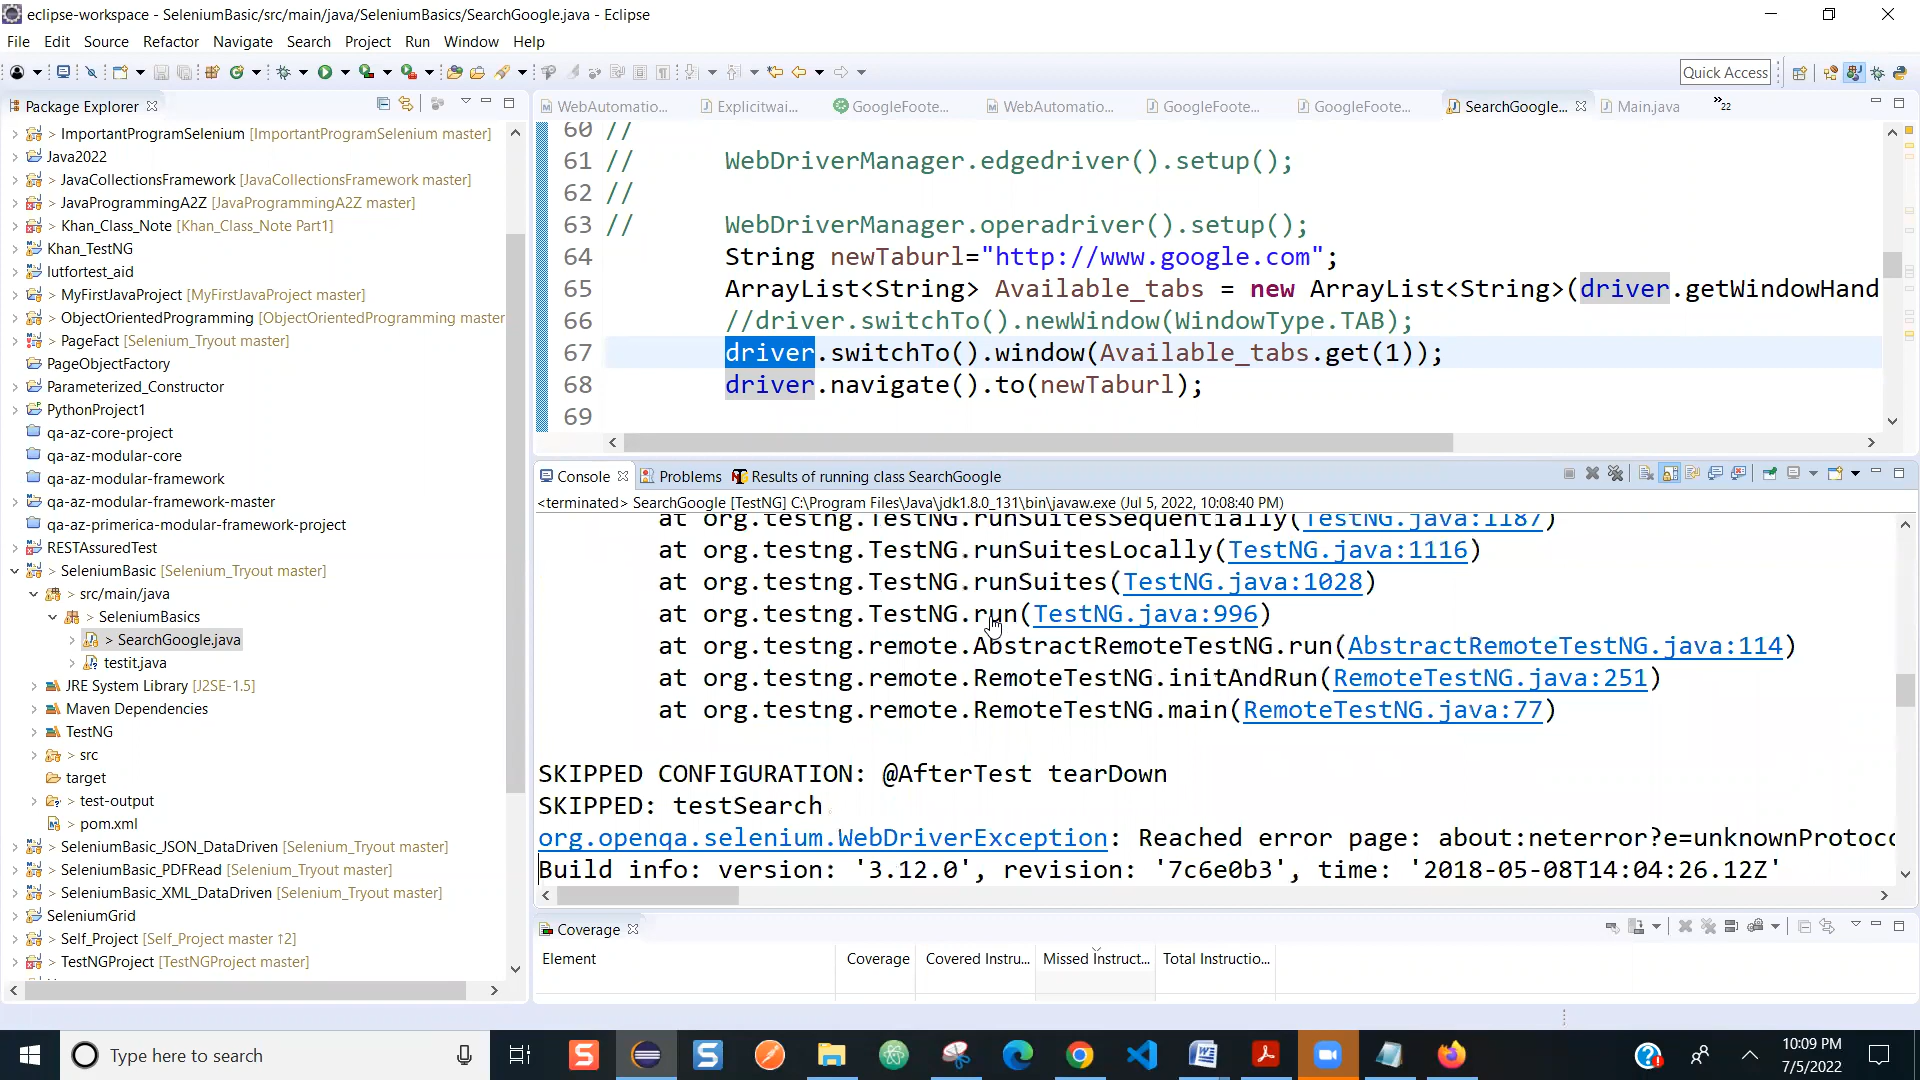 eclipse-workspace - SeleniumBasic/src/main/java/SeleniumBasics/SearchGoogle.java - Eclipse
File Edit Source Refactor Navigate Search Project Run Window Help
Quick Access
Package Explorer
WebAutomatio... Explicitwai... GoogleFoote... WebAutomatio... GoogleFoote... GoogleFoote... SearchGoogle... Main.java »22
> ImportantProgramSelenium [ImportantProgramSelenium master]
Java2022
> JavaCollectionsFramework [JavaCollectionsFramework master]
> JavaProgrammingA2Z [JavaProgrammingA2Z master]
> Khan_Class_Note [Khan_Class_Note Part1]
Khan_TestNG
lutfortest_aid
> MyFirstJavaProject [MyFirstJavaProject master]
> ObjectOrientedProgramming [ObjectOrientedProgramming master
> PageFact [Selenium_Tryout master]
PageObjectFactory
Parameterized_Constructor
PythonProject1
qa-az-core-project
qa-az-modular-core
qa-az-modular-framework
> qa-az-modular-framework-master
qa-az-primerica-modular-framework-project
RESTAssuredTest
> SeleniumBasic [Selenium_Tryout master]
> src/main/java
> SeleniumBasics
> SearchGoogle.java
testit.java
JRE System Library [J2SE-1.5]
Maven Dependencies
TestNG
> src
target
> test-output
> pom.xml
> SeleniumBasic_JSON_DataDriven [Selenium_Tryout master]
> SeleniumBasic_PDFRead [Selenium_Tryout master]
> SeleniumBasic_XML_DataDriven [Selenium_Tryout master]
SeleniumGrid
> Self_Project [Self_Project master ↑2]
> TestNGProject [TestNGProject master]
60 //
61 // WebDriverManager.edgedriver().setup();
62 //
63 // WebDriverManager.operadriver().setup();
64 String newTaburl="http://www.google.com";
65 ArrayList<String> Available_tabs = new ArrayList<String>(driver.getWindowHand
66 //driver.switchTo().newWindow(WindowType.TAB);
67 driver.switchTo().window(Available_tabs.get(1));
68 driver.navigate().to(newTaburl);
69
Console Problems Results of running class SearchGoogle
<terminated> SearchGoogle [TestNG] C:\Program Files\Java\jdk1.8.0_131\bin\javaw.exe (Jul 5, 2022, 10:08:40 PM)
at org.testng.TestNG.runSuitesSequentially(TestNG.java:1187)
at org.testng.TestNG.runSuitesLocally(TestNG.java:1116)
at org.testng.TestNG.runSuites(TestNG.java:1028)
at org.testng.TestNG.run(TestNG.java:996)
at org.testng.remote.AbstractRemoteTestNG.run(AbstractRemoteTestNG.java:114)
at org.testng.remote.RemoteTestNG.initAndRun(RemoteTestNG.java:251)
at org.testng.remote.RemoteTestNG.main(RemoteTestNG.java:77)
SKIPPED CONFIGURATION: @AfterTest tearDown
SKIPPED: testSearch
org.openqa.selenium.WebDriverException: Reached error page: about:neterror?e=unknownProtoco
Build info: version: '3.12.0', revision: '7c6e0b3', time: '2018-05-08T14:04:26.12Z'
Coverage
Element Coverage Covered Instru... Missed Instruct... Total Instructio...
Type here to search
10:09 PM
7/5/2022